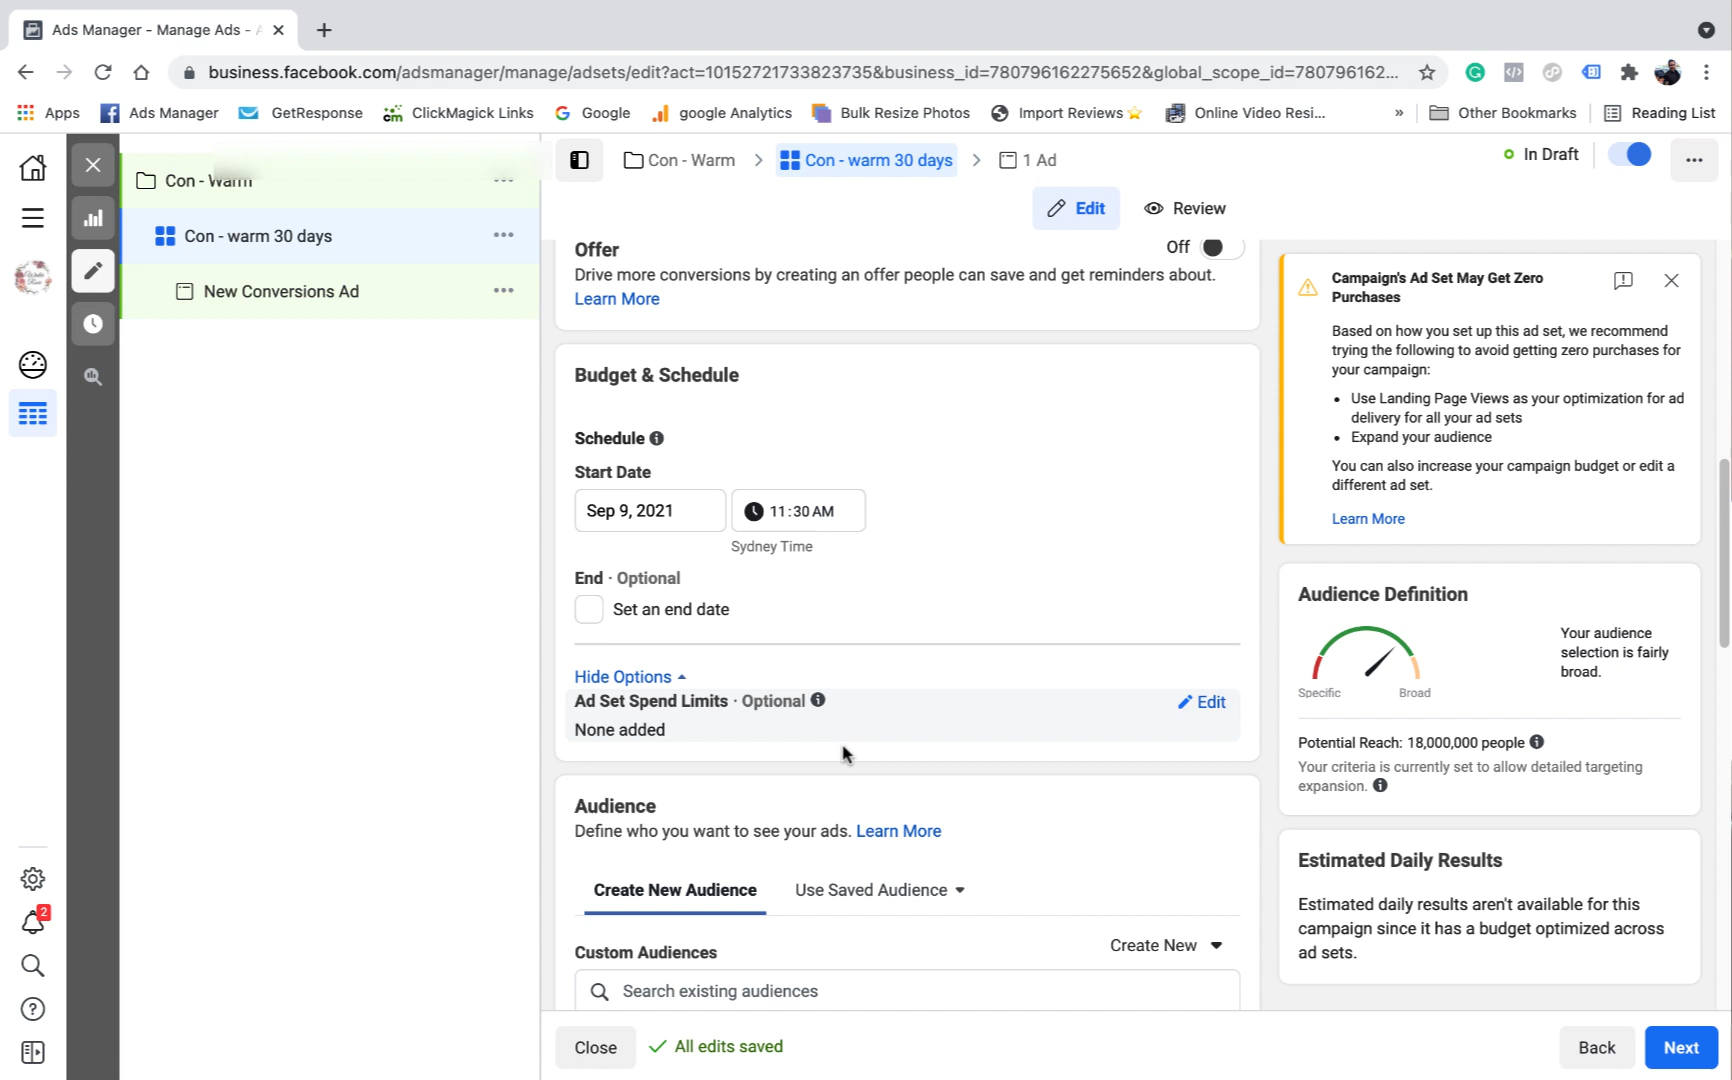 Ads Manager - Manage Ads - A
business.facebook.com/adsmanager/manage/adsets/edit?act=10152721733823735&business_id=780796162275652&global_scope_id=780796162...
Apps
Ads Manager
GetResponse
cm ClickMagick Links
Google
google Analytics
Bulk Resize Photos
Import Reviews
Online Video Resi...
»
Other Bookmarks
Reading List
Con - Warm
Con - warm 30 days
New Conversions Ad
2
Con - Warm > Con - warm 30 days > 1 Ad
In Draft
Edit
Review
Offer
Off
Drive more conversions by creating an offer people can save and get reminders about.
Learn More
Budget & Schedule
Schedule
Start Date
Sep 9, 2021
11:30 AM
Sydney Time
End · Optional
Set an end date
Hide Options
Ad Set Spend Limits · Optional
Edit
None added
Audience
Define who you want to see your ads. Learn More
Create New Audience
Use Saved Audience
Custom Audiences
Create New
Search existing audiences
Close
All edits saved
Back
Next
Campaign's Ad Set May Get Zero
Purchases
Based on how you set up this ad set, we recommend
trying the following to avoid getting zero purchases for
your campaign:
• Use Landing Page Views as your optimization for ad
delivery for all your ad sets
• Expand your audience
You can also increase your campaign budget or edit a
different ad set.
Learn More
Audience Definition
Specific
Broad
Your audience
selection is fairly
broad.
Potential Reach: 18,000,000 people
Your criteria is currently set to allow detailed targeting
expansion.
Estimated Daily Results
Estimated daily results aren't available for this
campaign since it has a budget optimized across
ad sets.